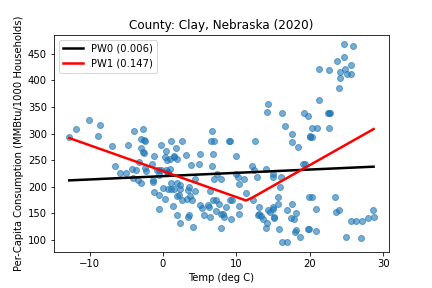 County: Clay, Nebraska (2020)
PW0 (0.006)
PW1 (0.147)
Per-Capita Consumption (MMBtu/1000 Households)
450
400
350
300
250
200
150
100
−10
0
10
20
30
Temp (deg C)